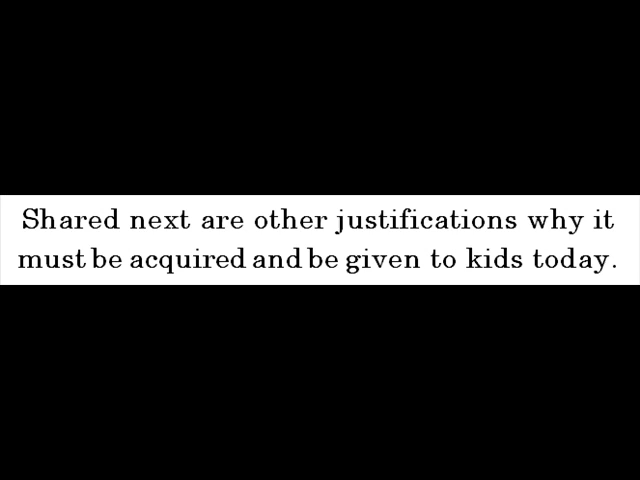 Shared next are other justifications why it
must be acquired and be given to kids today.